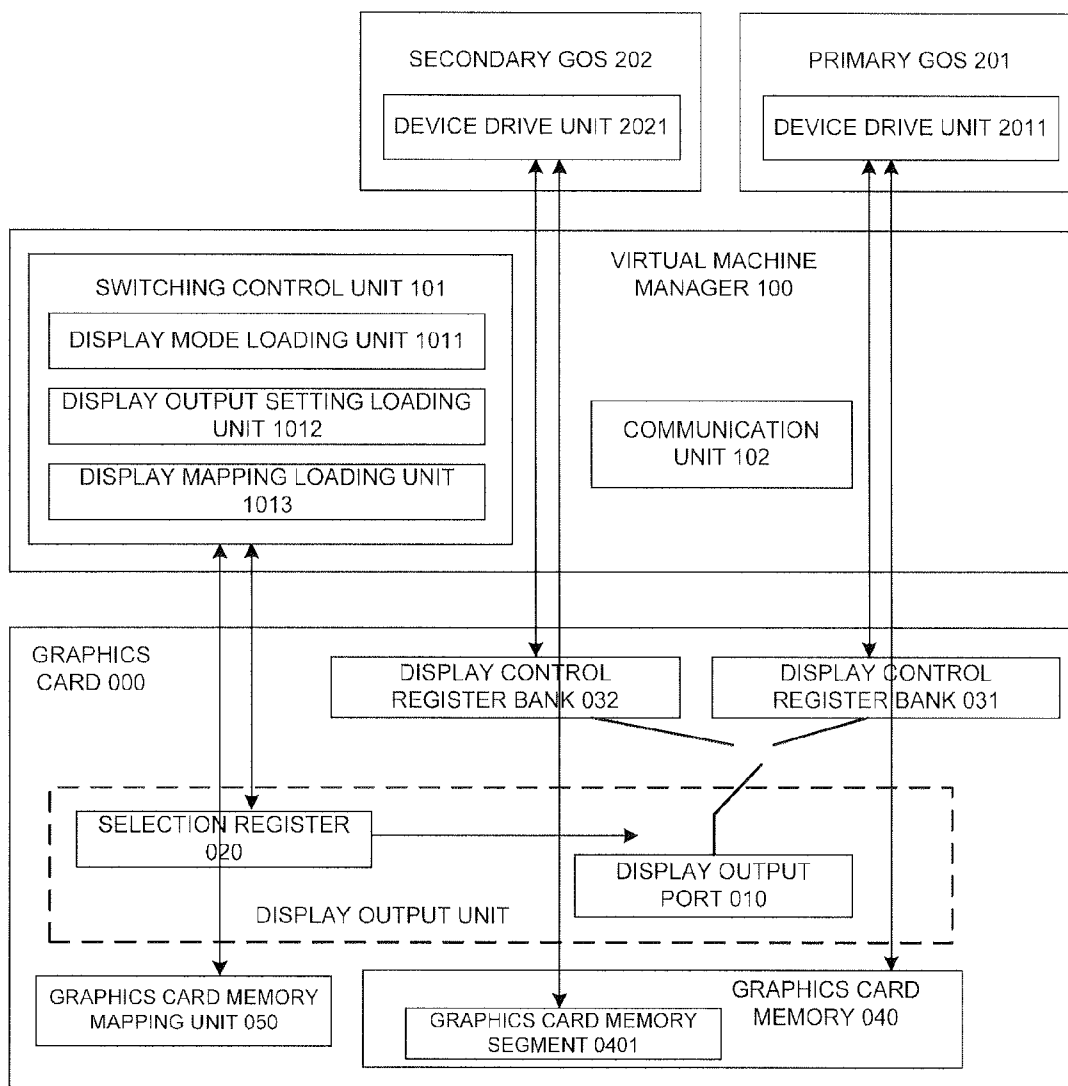 SECONDARY GOS 202
DEVICE DRIVE UNIT 2021
PRIMARY GOS 201
DEVICE DRIVE UNIT 2011
VIRTUAL MACHINE
MANAGER 100
SWITCHING CONTROL UNIT 101
DISPLAY MODE LOADING UNIT 1011
DISPLAY OUTPUT SETTING LOADING
UNIT 1012
DISPLAY MAPPING LOADING UNIT
1013
COMMUNICATION
UNIT 102
GRAPHICS
CARD 000
DISPLAY CONTROL
REGISTER BANK 032
DISPLAY CONTROL
REGISTER BANK 031
SELECTION REGISTER
020
DISPLAY OUTPUT
PORT 010
DISPLAY OUTPUT UNIT
GRAPHICS CARD MEMORY
MAPPING UNIT 050
GRAPHICS CARD
MEMORY 040
GRAPHICS CARD MEMORY
SEGMENT 0401